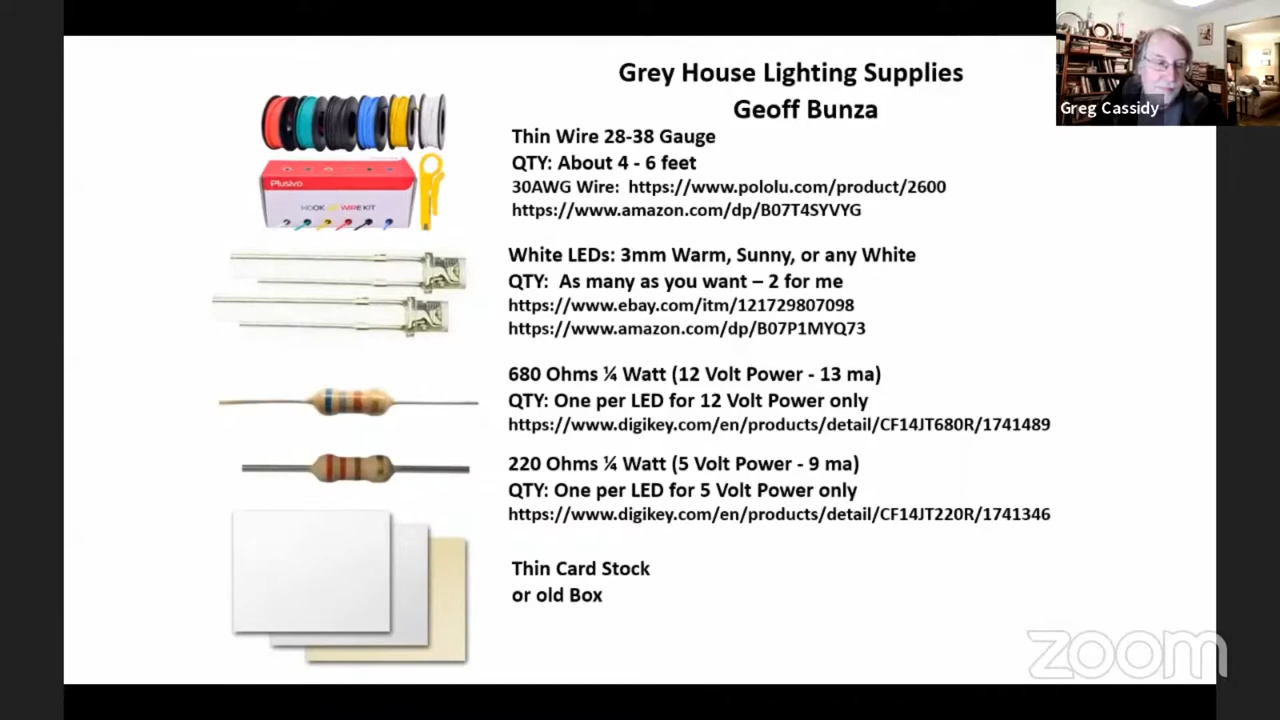 Grey House Lighting Supplies
Geoff Bunza
Greg Cassidy
Thin Wire 28-38 Gauge
QTY: About 4 - 6 feet
30AWG Wire: https://www.pololu.com/product/2600
https://www.amazon.com/dp/B07T4SYVYG
Plusivo
HOOK UP WIRE KIT
White LEDs: 3mm Warm, Sunny, or any White
QTY: As many as you want – 2 for me
https://www.ebay.com/itm/121729807098
https://www.amazon.com/dp/B07P1MYQ73
680 Ohms ¼ Watt (12 Volt Power - 13 ma)
QTY: One per LED for 12 Volt Power only
https://www.digikey.com/en/products/detail/CF14JT680R/1741489
220 Ohms ¼ Watt (5 Volt Power - 9 ma)
QTY: One per LED for 5 Volt Power only
https://www.digikey.com/en/products/detail/CF14JT220R/1741346
Thin Card Stock
or old Box
zoom